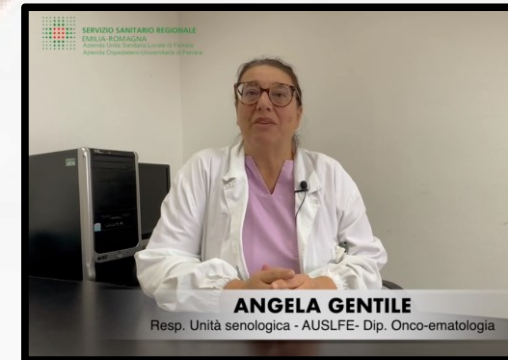 SERVIZIO SANITARIO REGIONALE
EMILIA-ROMAGNA
Azienda Unità Sanitaria Locale di Ferrara
Azienda Ospedaliero-Universitaria di Ferrara
ANGELA GENTILE
Resp. Unità senologica - AUSLFE- Dip. Onco-ematologia